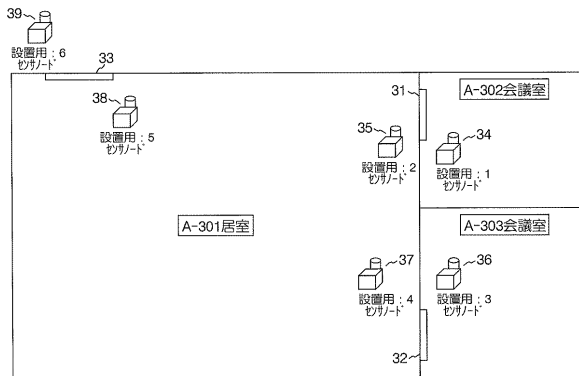 39
設置用：6
センサノード
33
38
設置用：5
センサノード
31
A-302会議室
35
設置用：2
センサノード
34
設置用：1
センサノード
A-301居室
A-303会議室
37
設置用：4
センサノード
36
設置用：3
センサノード
32